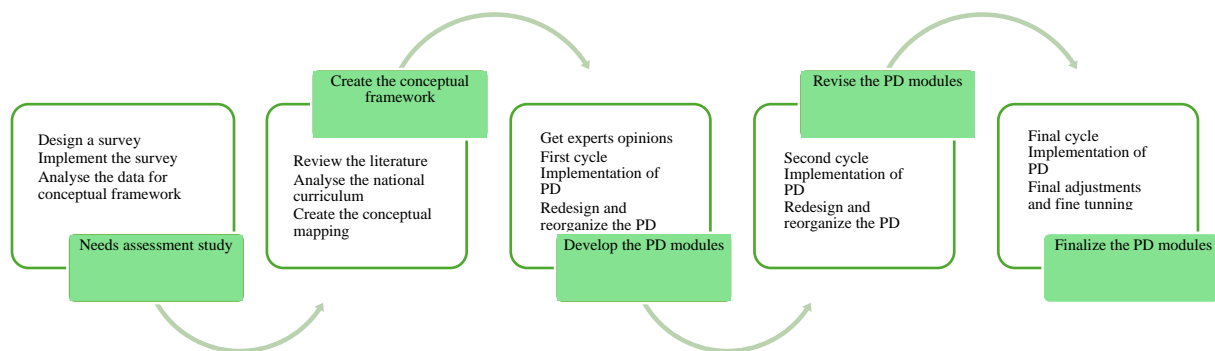 Design a survey
Implement the survey
Analyse the data for
conceptual framework
Needs assessment study
Create the conceptual
framework
Review the literature
Analyse the national
curriculum
Create the conceptual
mapping
Get experts opinions
First cycle
Implementation of
PD
Redesign and
reorganize the PD
Develop the PD modules
Revise the PD modules
Second cycle
Implementation of
PD
Redesign and
reorganize the PD
Final cycle
Implementation of
PD
Final adjustments
and fine tunning
Finalize the PD modules